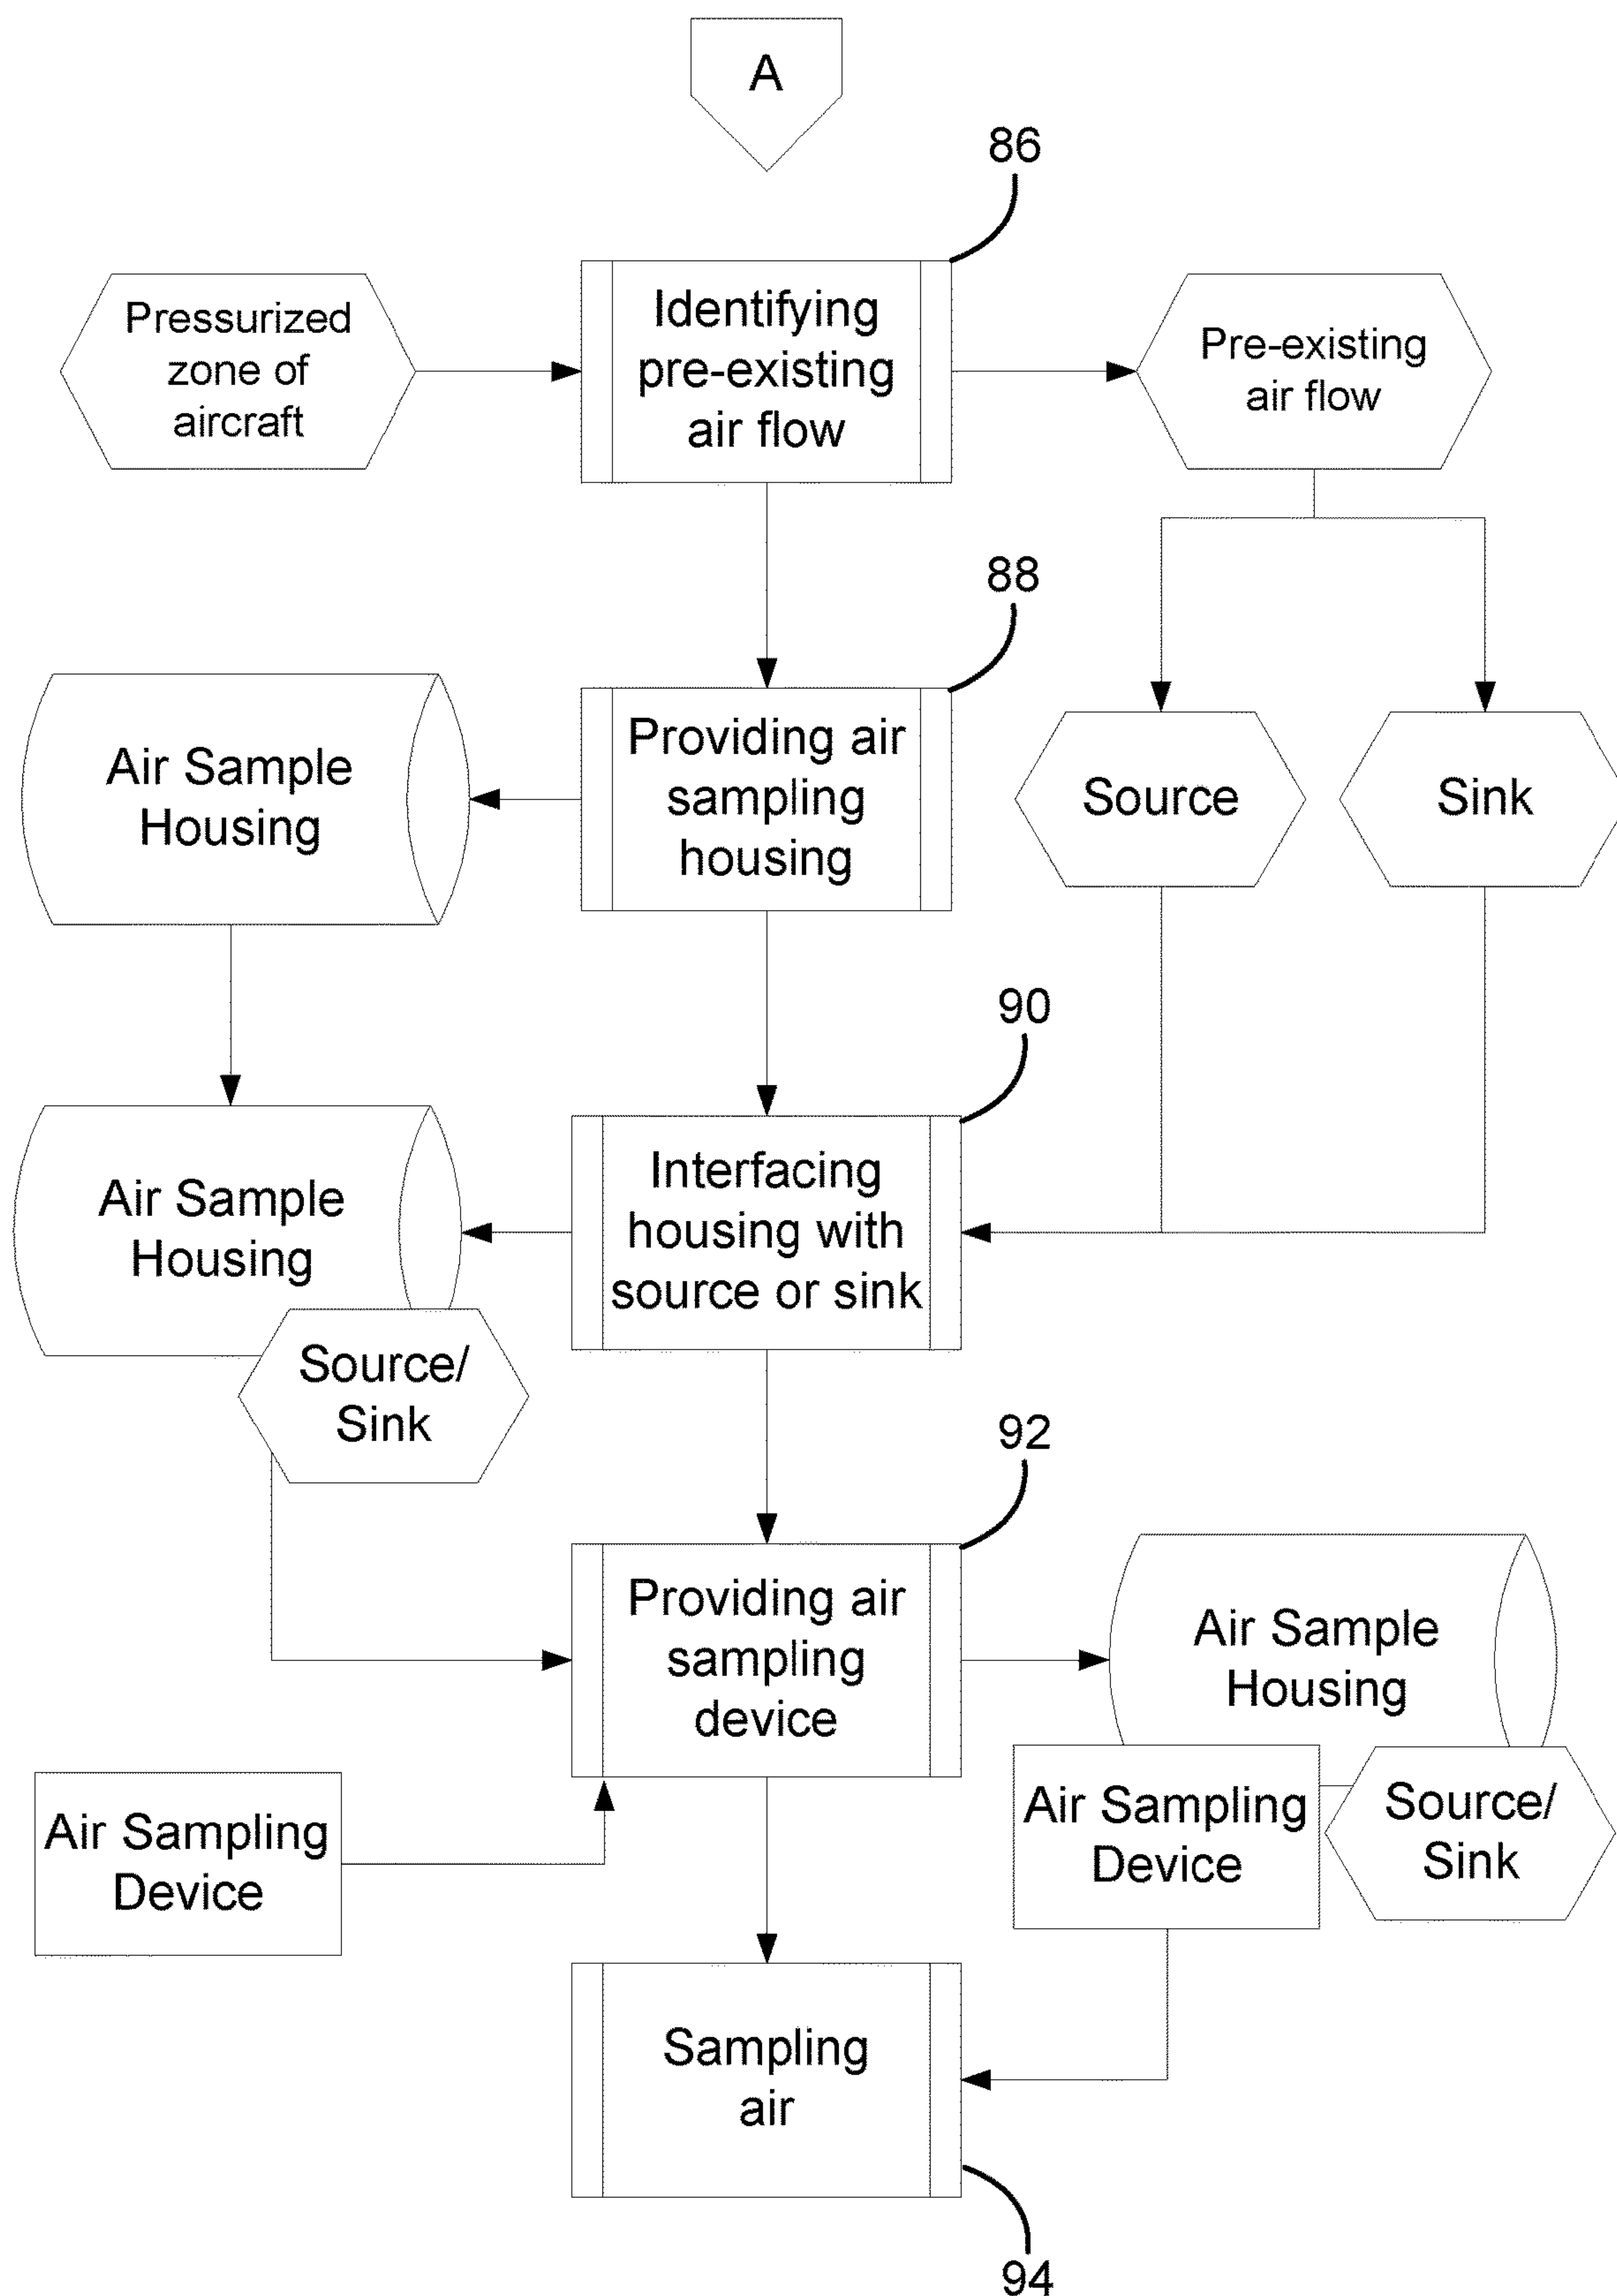 A
86
Pressurized
zone of
aircraft
Identifying
pre-existing
air flow
Pre-existing
air flow
88
Air Sample
Housing
Providing air
sampling
housing
Source
Sink
90
Air Sample
Housing
Interfacing
housing with
source or sink
Source/
Sink
92
Providing air
sampling
device
Air Sample
Housing
Air Sampling
Device
Air Sampling
Device
Source/
Sink
Sampling
air
94